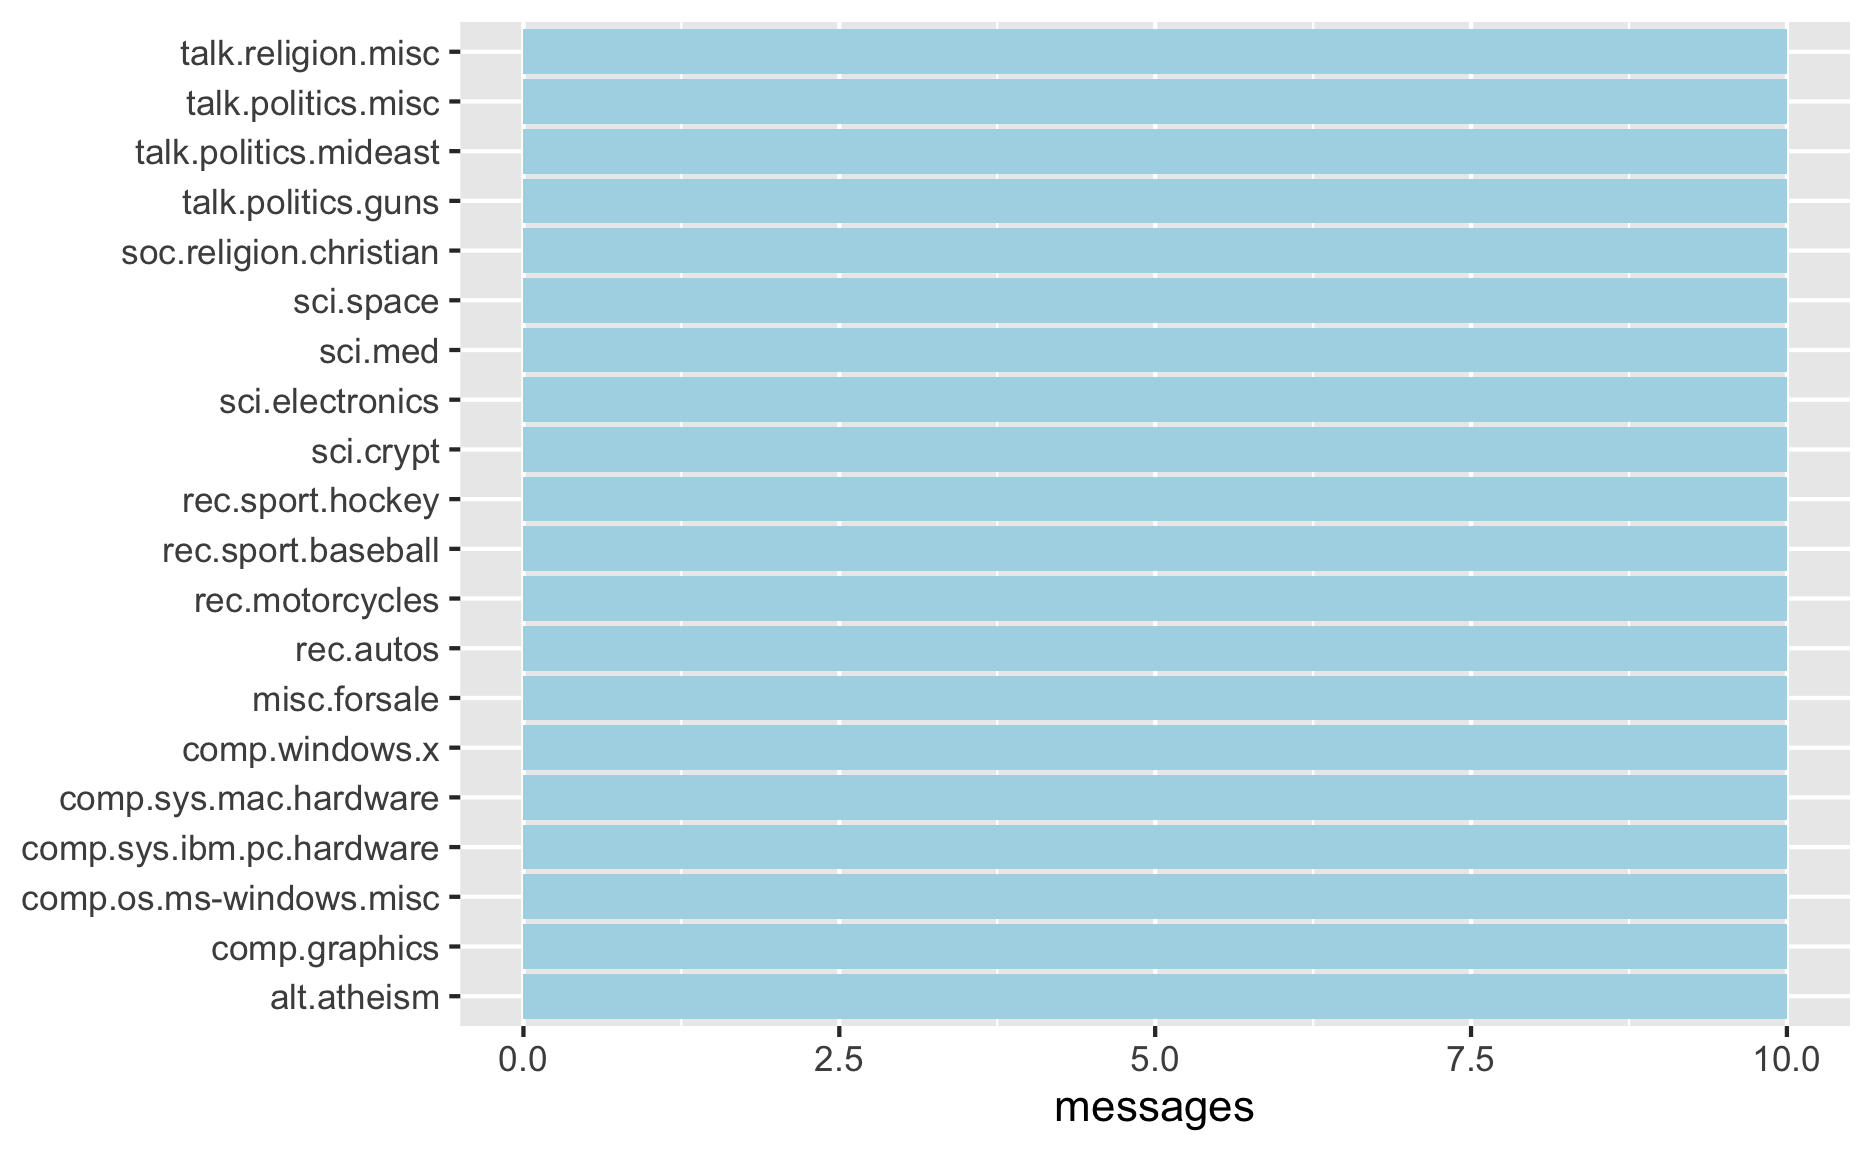 talk.religion.misc
talk.politics.misc
talk.politics.mideast
talk.politics.guns
soc.religion.christian
sci.space
sci.med
sci.electronics
sci.crypt
rec.sport.hockey
rec.sport.baseball
rec.motorcycles
rec.autos
misc.forsale
comp.windows.x
comp.sys.mac.hardware
comp.sys.ibm.pc.hardware
comp.os.ms-windows.misc
comp.graphics
alt.atheism
0.0 2.5 5.0 7.5 10.0
messages